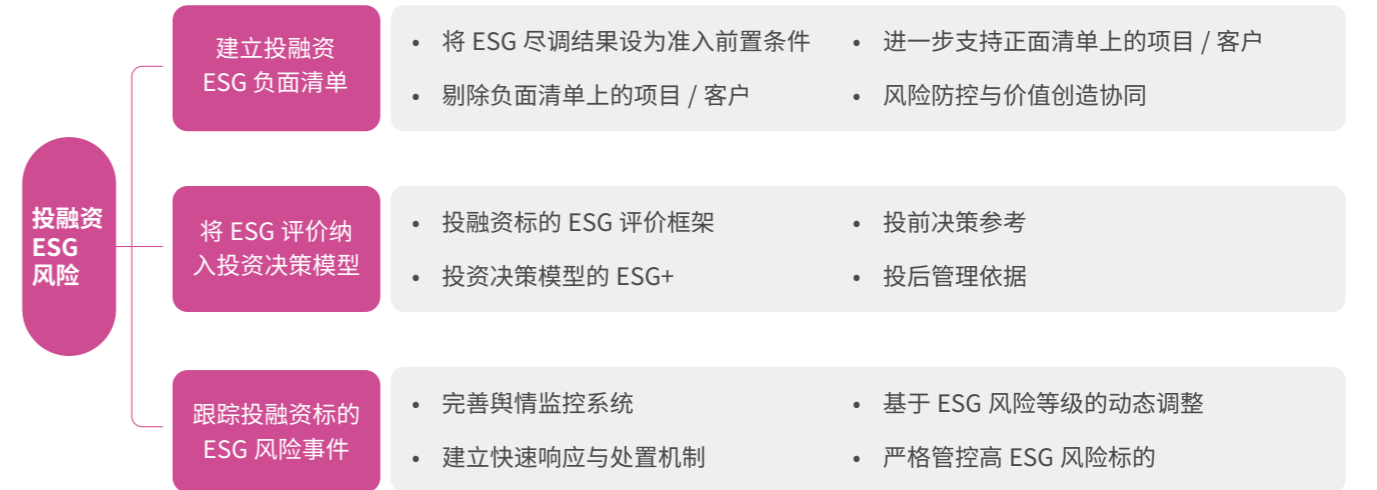 投融资
ESG
风险
建立投融资
ESG 负面清单
• 将 ESG 尽调结果设为准入前置条件
• 剔除负面清单上的项目 / 客户
• 进一步支持正面清单上的项目 / 客户
• 风险防控与价值创造协同
将 ESG 评价纳
入投资决策模型
• 投融资标的 ESG 评价框架
• 投资决策模型的 ESG+
• 投前决策参考
• 投后管理依据
跟踪投融资标的
ESG 风险事件
• 完善舆情监控系统
• 建立快速响应与处置机制
• 基于 ESG 风险等级的动态调整
• 严格管控高 ESG 风险标的